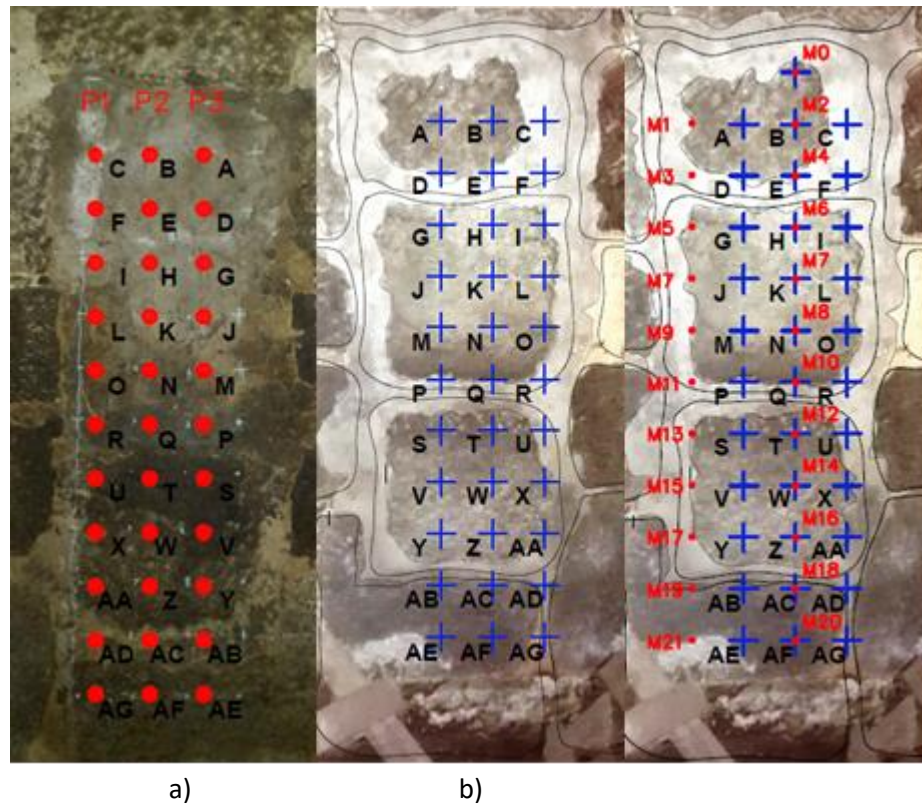 P1 P2 P3
C B A
F E D
I H G
L K J
O N M
R Q P
U T S
X W V
AA Z Y
AD AC AB
AG AF AE
a)
A B C
D E F
G H I
J K L
M N O
P Q R
S T U
V W X
Y Z AA
AB AC AD
AE AF AG
b)
M0
M1 M2
A B C
M3 M4
D E F
M5 M6
G H I
M7 M7
J K L
M9 M8
M N O
M11 M10
P Q R
M13 M12
S T U
M15 M14
V W X
M17 M16
Y Z AA
M19 M18
AB AC AD
M21 M20
AE AF AG